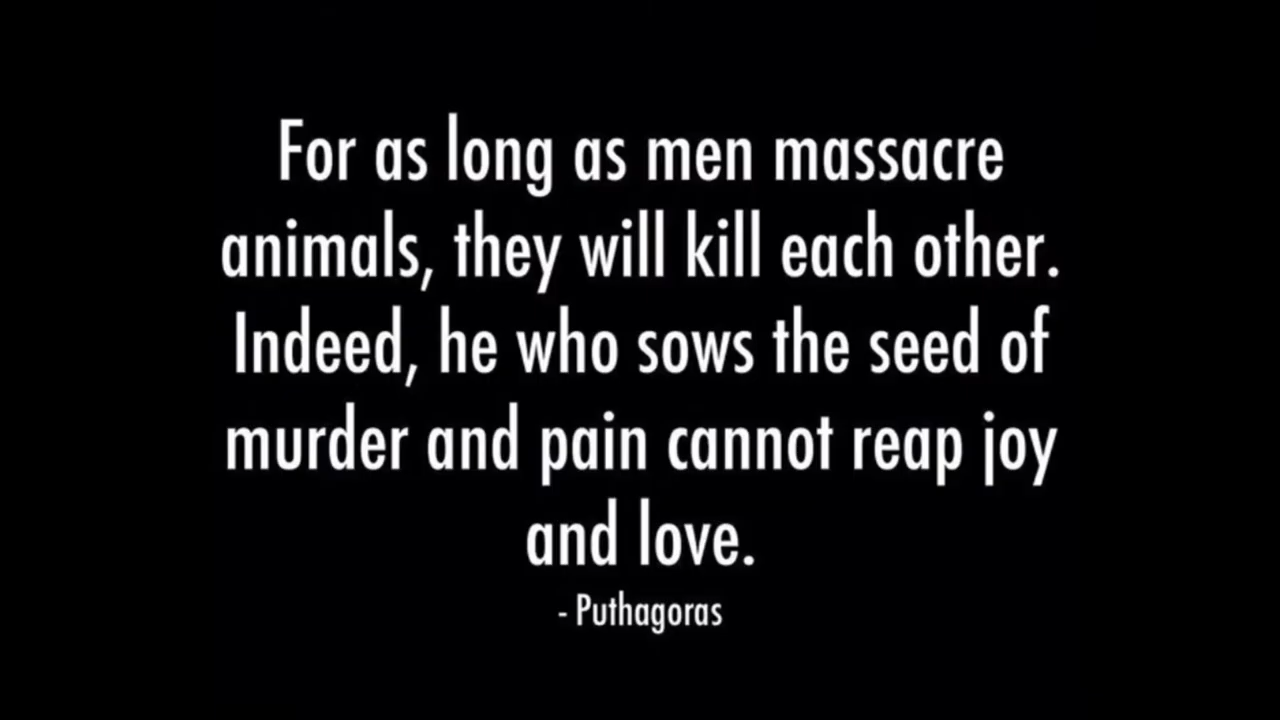 For as long as men massacre
animals, they will kill each other.
Indeed, he who sows the seed of
murder and pain cannot reap joy
and love.
- Puthagoras